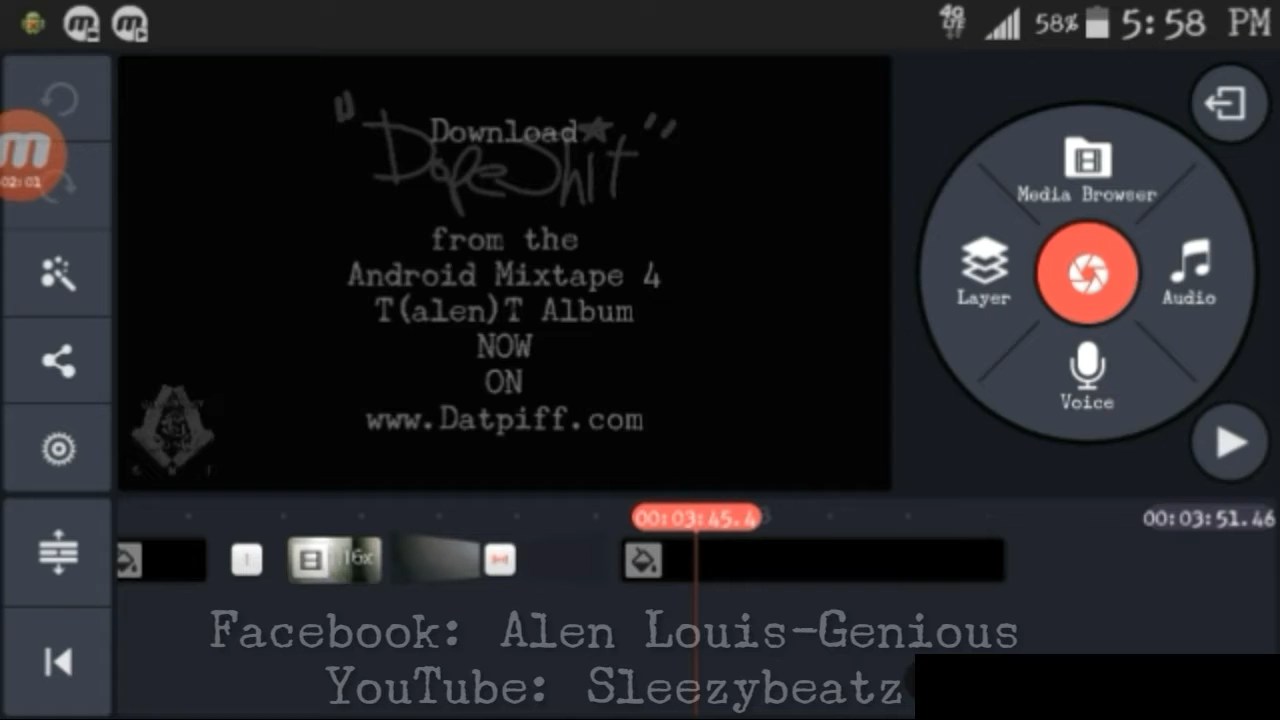 4G
LTE
58%
5:58 PM
02:01
"DopeShit"
Download
from the
Android Mixtape 4
T(alen)T Album
NOW
ON
www.Datpiff.com
Media Browser
Layer
Audio
Voice
00:03:45.4
00:03:51.46
16x
Facebook: Alen Louis-Genious
YouTube: Sleezybeatz